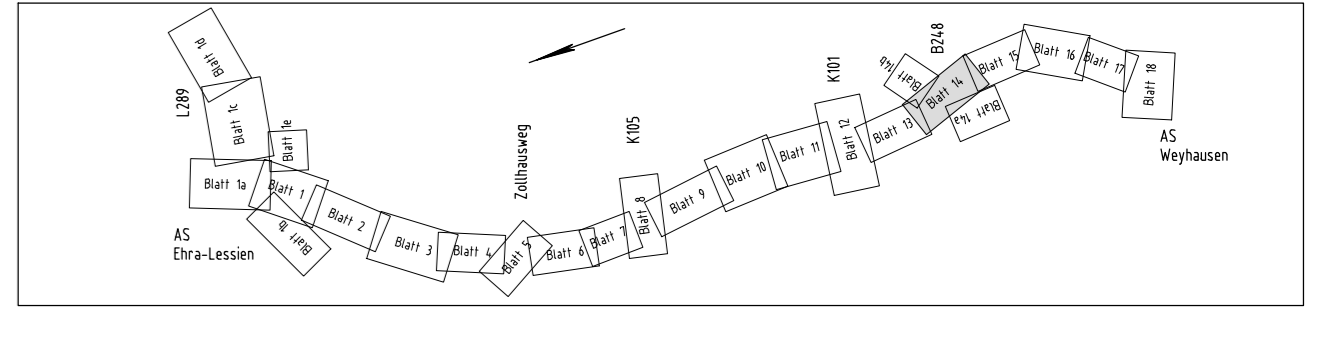 Blatt 1d
L289
Blatt 1c
Blatt 1e
Blatt 1a
Blatt 1
Blatt 1b
AS
Ehra-Lessien
Blatt 2
Blatt 3
Blatt 4
Blatt 5
Zollhausweg
Blatt 6
Blatt 7
K105
Blatt 8
Blatt 9
Blatt 10
Blatt 11
K101
Blatt 12
Blatt 13
Blatt 14b
B248
Blatt 14
Blatt 14a
Blatt 15
Blatt 16
Blatt 17
Blatt 18
AS
Weyhausen